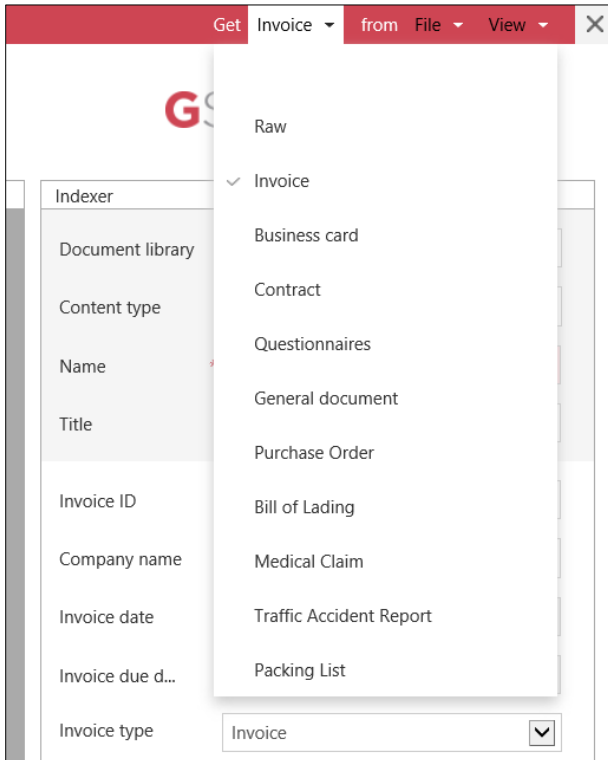 Get Invoice from File View
GS
Raw
Indexer
Invoice
Document library
Business card
Content type
Contract
Name *
Questionnaires
Title
General document
Purchase Order
Invoice ID
Bill of Lading
Company name
Medical Claim
Invoice date
Traffic Accident Report
Invoice due d...
Packing List
Invoice type Invoice